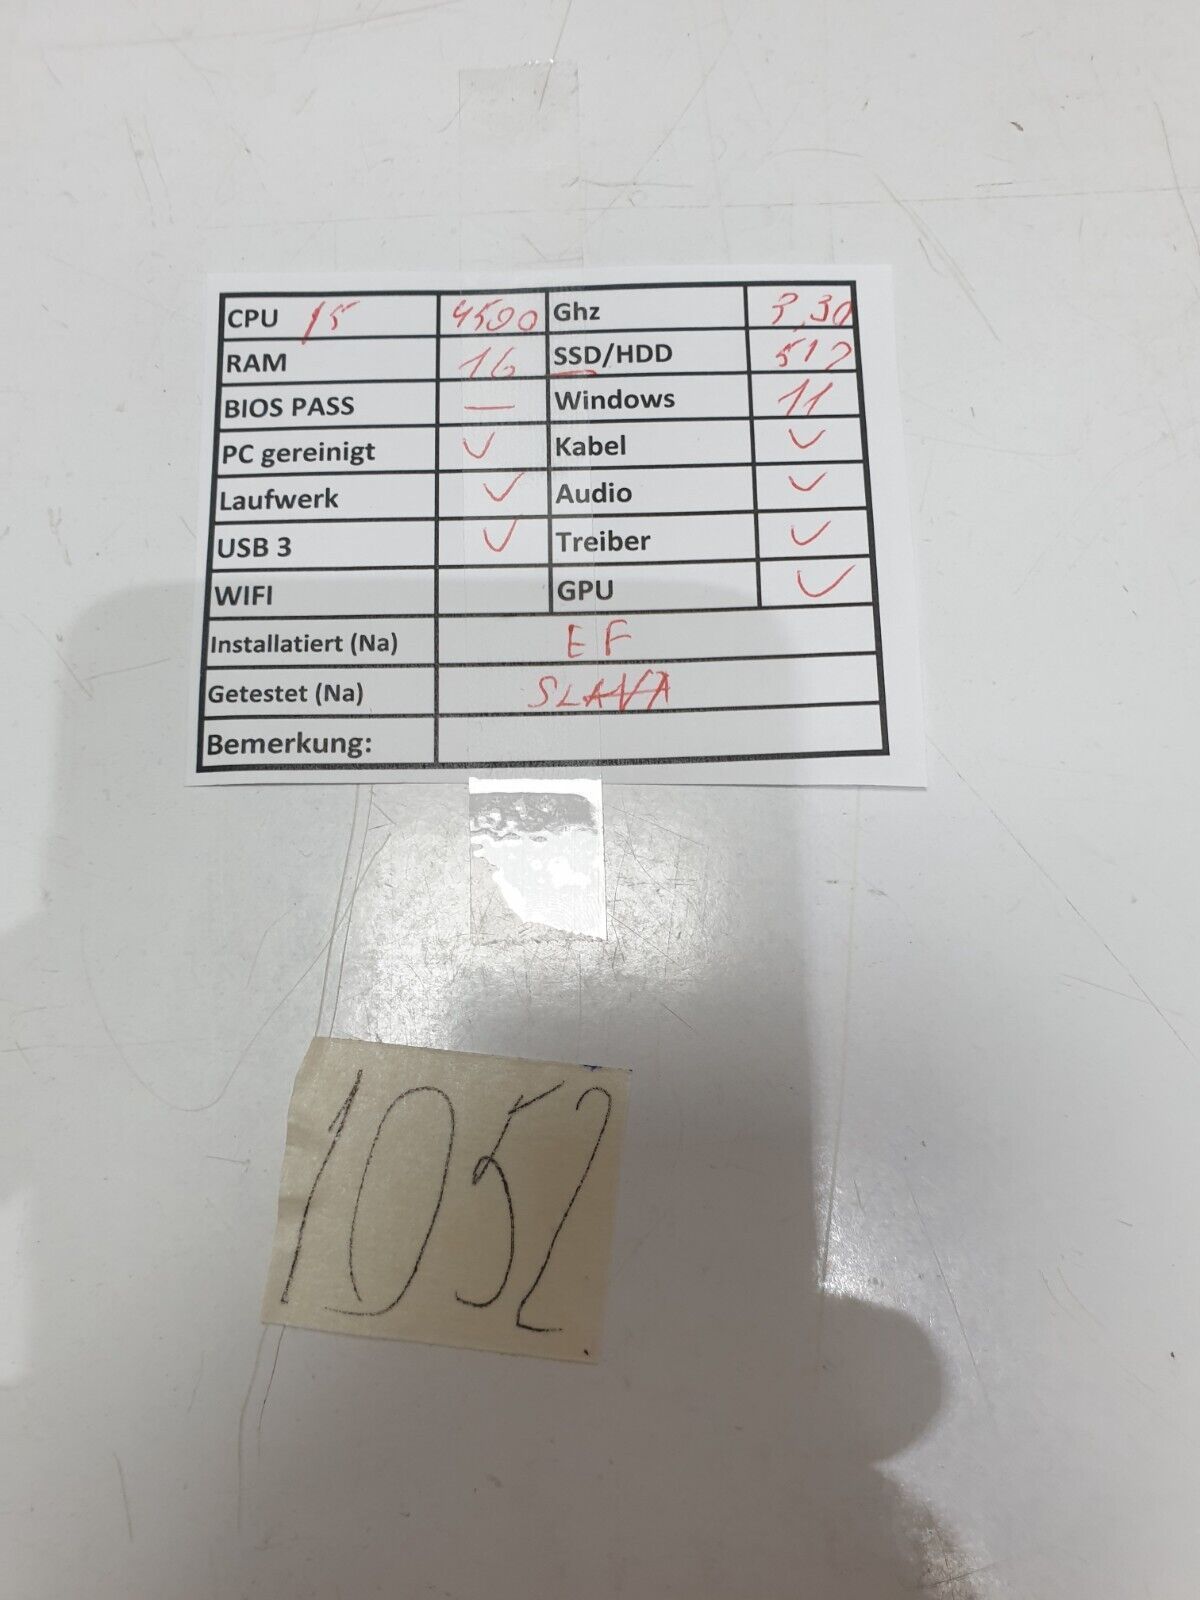 CPU i5 4590 Ghz 3,30
RAM 16 SSD/HDD 512
BIOS PASS — Windows 11
PC gereinigt ✓ Kabel ✓
Laufwerk ✓ Audio ✓
USB 3 ✓ Treiber ✓
WIFI GPU ✓
Installatiert (Na) EF
Getestet (Na) SLAVA
Bemerkung:
1052